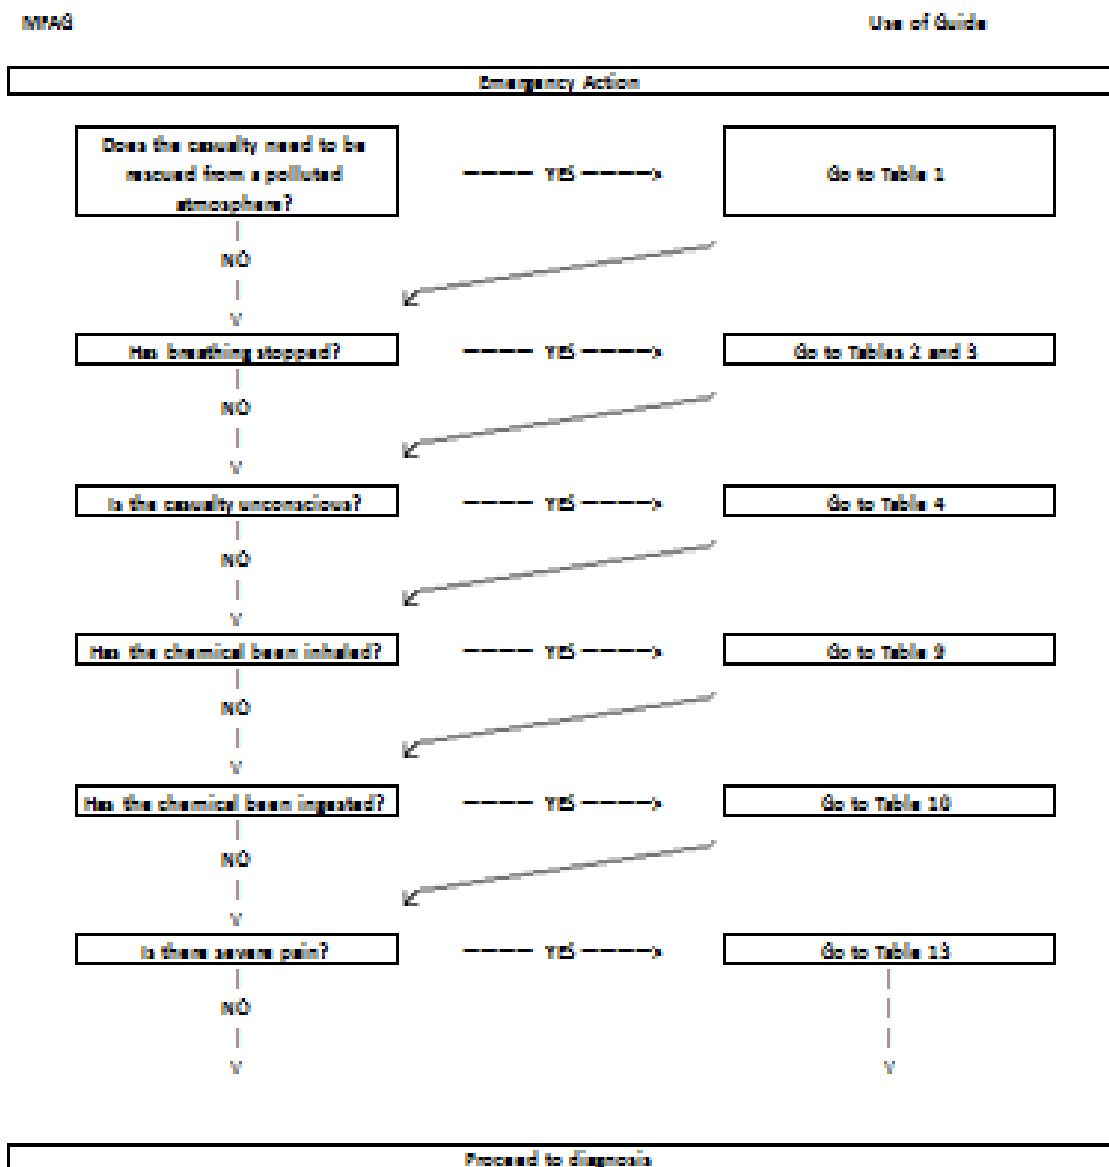 MFAG
Use of Guide
Emergency Action
Does the casualty need to be
rescued from a polluted
atmosphere?
YES
Go to Table 1
NO
Has breathing stopped?
YES
Go to Tables 2 and 3
NO
Is the casualty unconscious?
YES
Go to Table 4
NO
Has the chemical been inhaled?
YES
Go to Table 9
NO
Has the chemical been ingested?
YES
Go to Table 10
NO
Is there severe pain?
YES
Go to Table 13
NO
Proceed to diagnosis